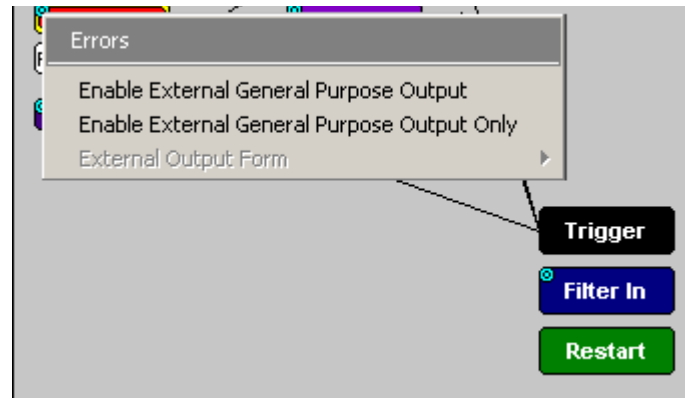 Errors
Enable External General Purpose Output
Enable External General Purpose Output Only
External Output Form
Trigger
Filter In
Restart